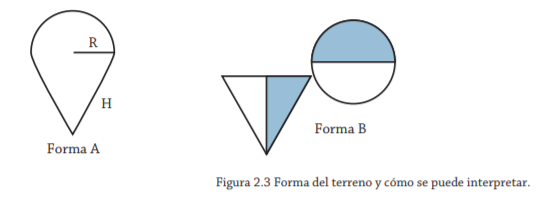 R
H
Forma A
Forma B
Figura 2.3 Forma del terreno y cómo se puede interpretar.